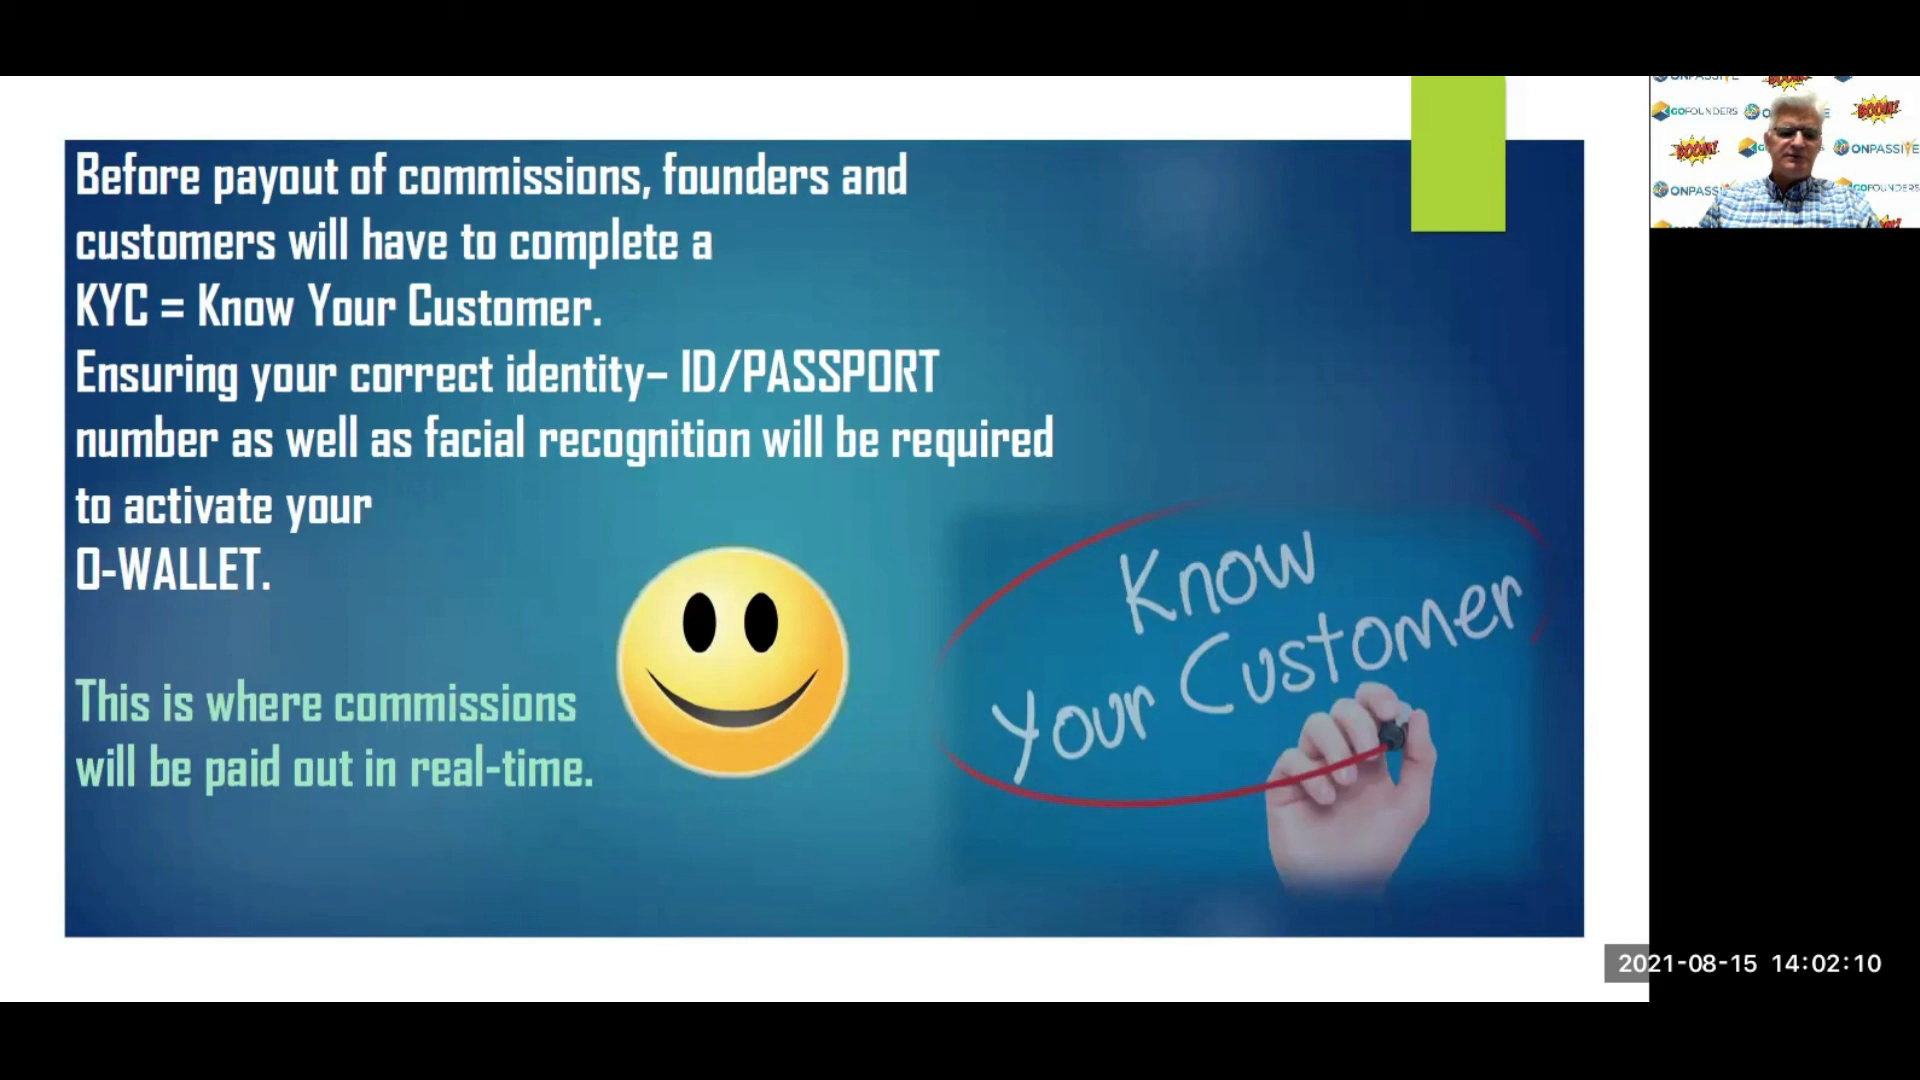 Before payout of commissions, founders and
customers will have to complete a
KYC = Know Your Customer.
Ensuring your correct identity– ID/PASSPORT
number as well as facial recognition will be required
to activate your
O-WALLET.
This is where commissions
will be paid out in real-time.
Know
Your Customer
ONPASSIVE
BOOM!
GOFOUNDERS
BOOM!
BOOM!
ONPASSIVE
ONPASS
GOFOUNDERS
2021-08-15 14:02:10